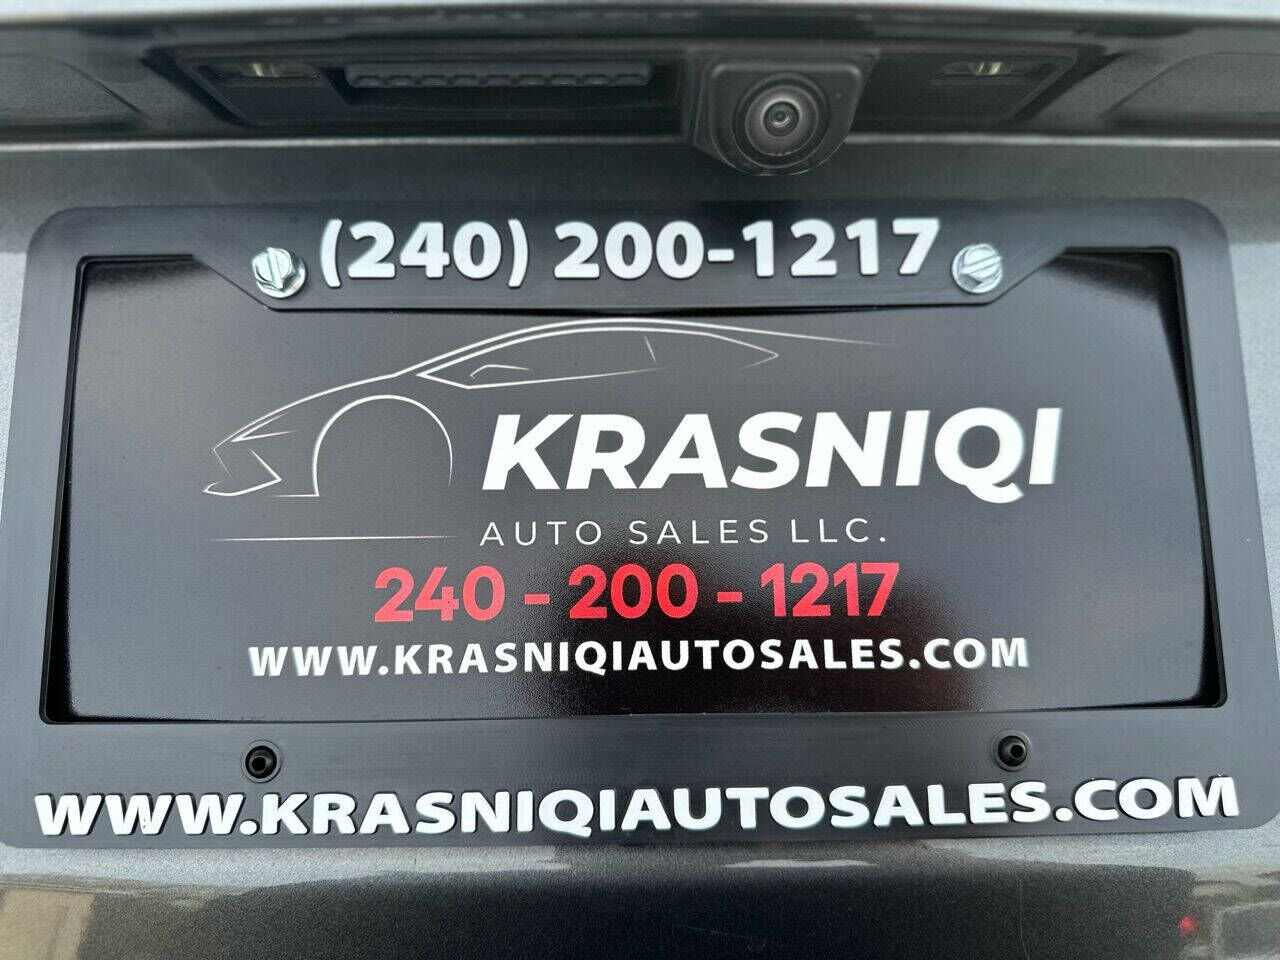 (240) 200-1217
KRASNIQI
AUTO SALES LLC.
240 - 200 - 1217
WWW.KRASNIQIAUTOSALES.COM
WWW.KRASNIQIAUTOSALES.COM